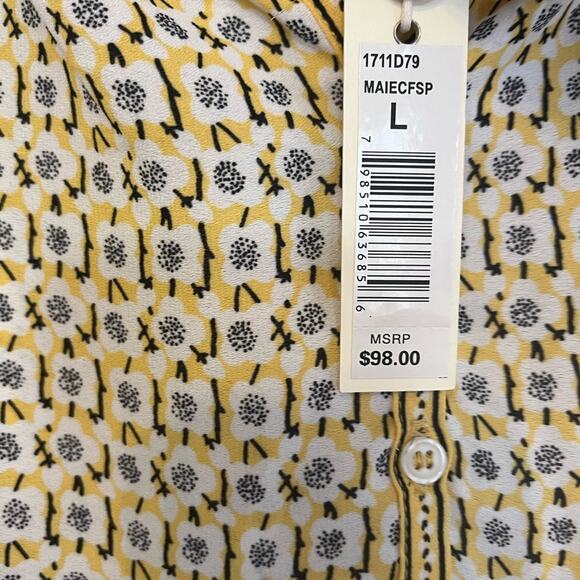 1711D79
MAIECFSP
L
7 98510 63685 6
MSRP
$98.00